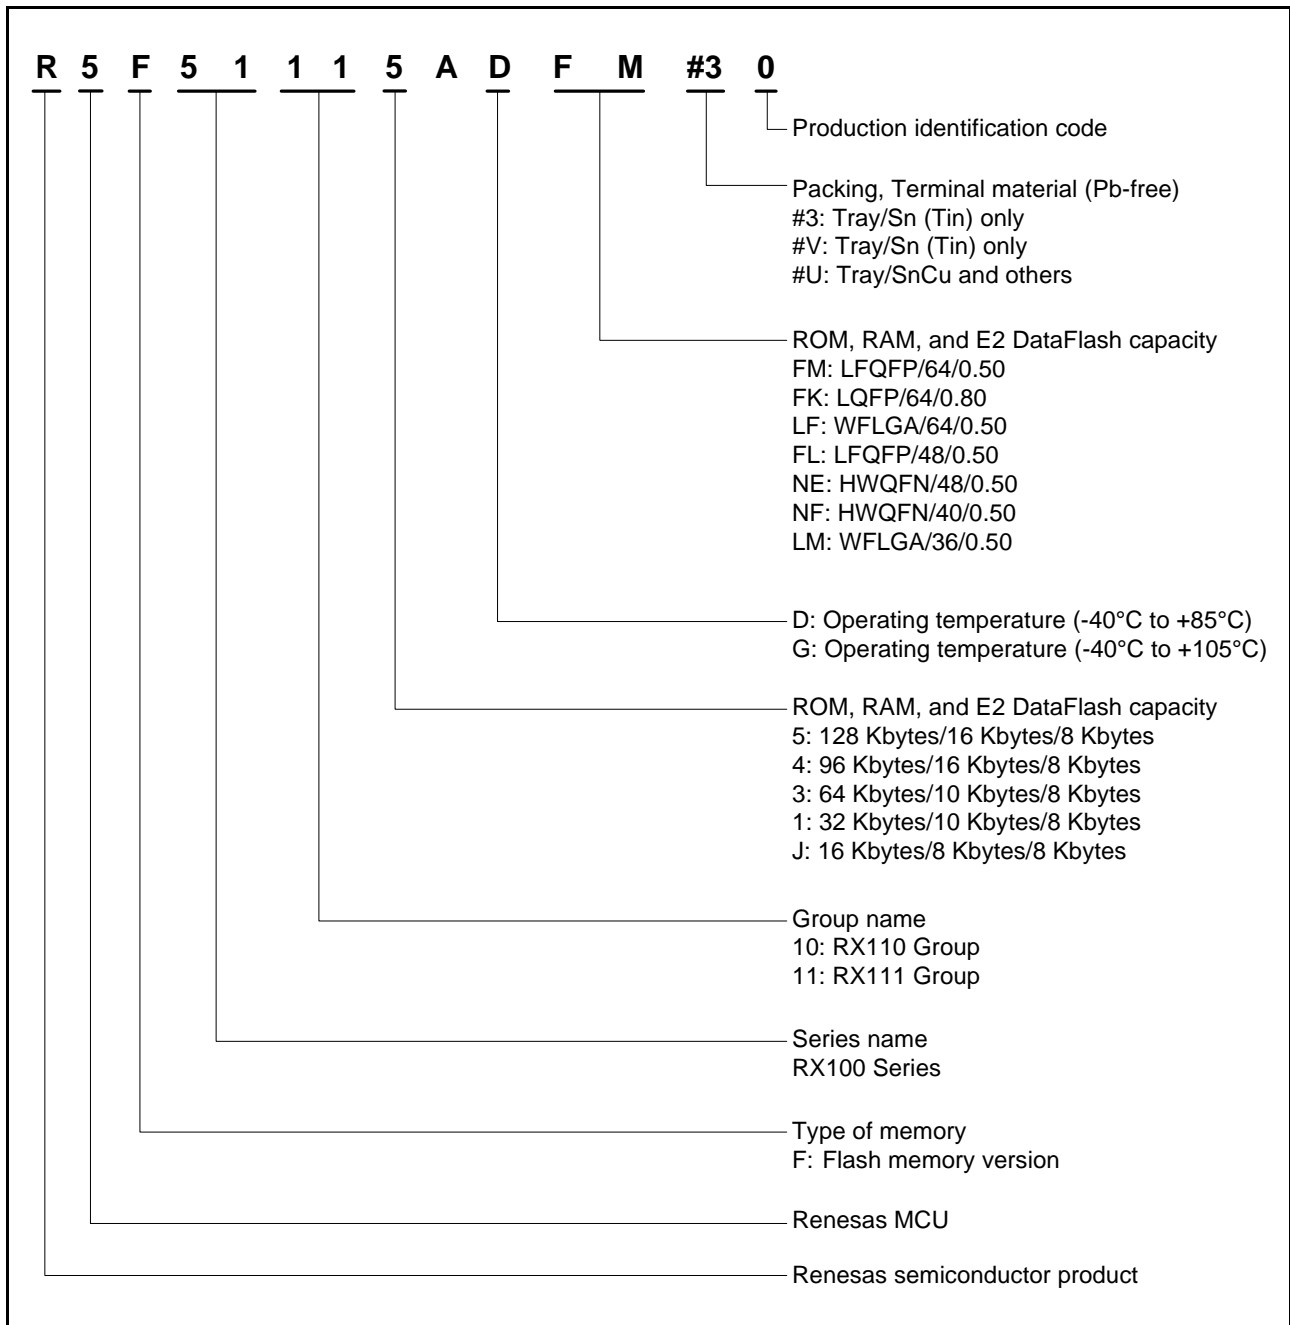 R 5 F 5 1 1 1 5 A D F M #3 0
Production identification code
Packing, Terminal material (Pb-free)
#3: Tray/Sn (Tin) only
#V: Tray/Sn (Tin) only
#U: Tray/SnCu and others
ROM, RAM, and E2 DataFlash capacity
FM: LFQFP/64/0.50
FK: LQFP/64/0.80
LF: WFLGA/64/0.50
FL: LFQFP/48/0.50
NE: HWQFN/48/0.50
NF: HWQFN/40/0.50
LM: WFLGA/36/0.50
D: Operating temperature (-40°C to +85°C)
G: Operating temperature (-40°C to +105°C)
ROM, RAM, and E2 DataFlash capacity
5: 128 Kbytes/16 Kbytes/8 Kbytes
4: 96 Kbytes/16 Kbytes/8 Kbytes
3: 64 Kbytes/10 Kbytes/8 Kbytes
1: 32 Kbytes/10 Kbytes/8 Kbytes
J: 16 Kbytes/8 Kbytes/8 Kbytes
Group name
10: RX110 Group
11: RX111 Group
Series name
RX100 Series
Type of memory
F: Flash memory version
Renesas MCU
Renesas semiconductor product